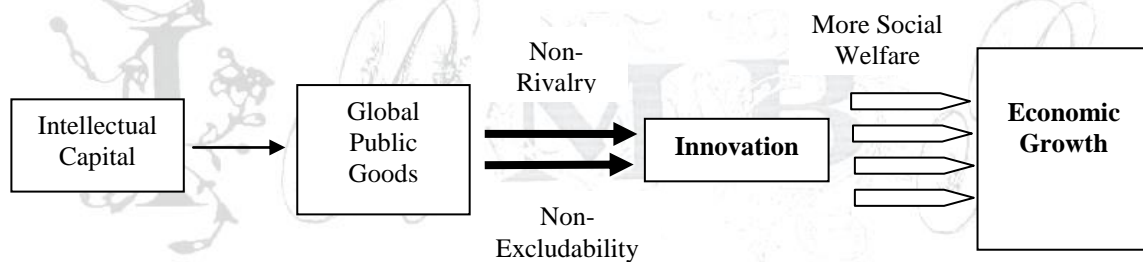 Intellectual
Capital
Global
Public
Goods
Non-
Rivalry
Non-
Excludability
Innovation
More Social
Welfare
Economic
Growth